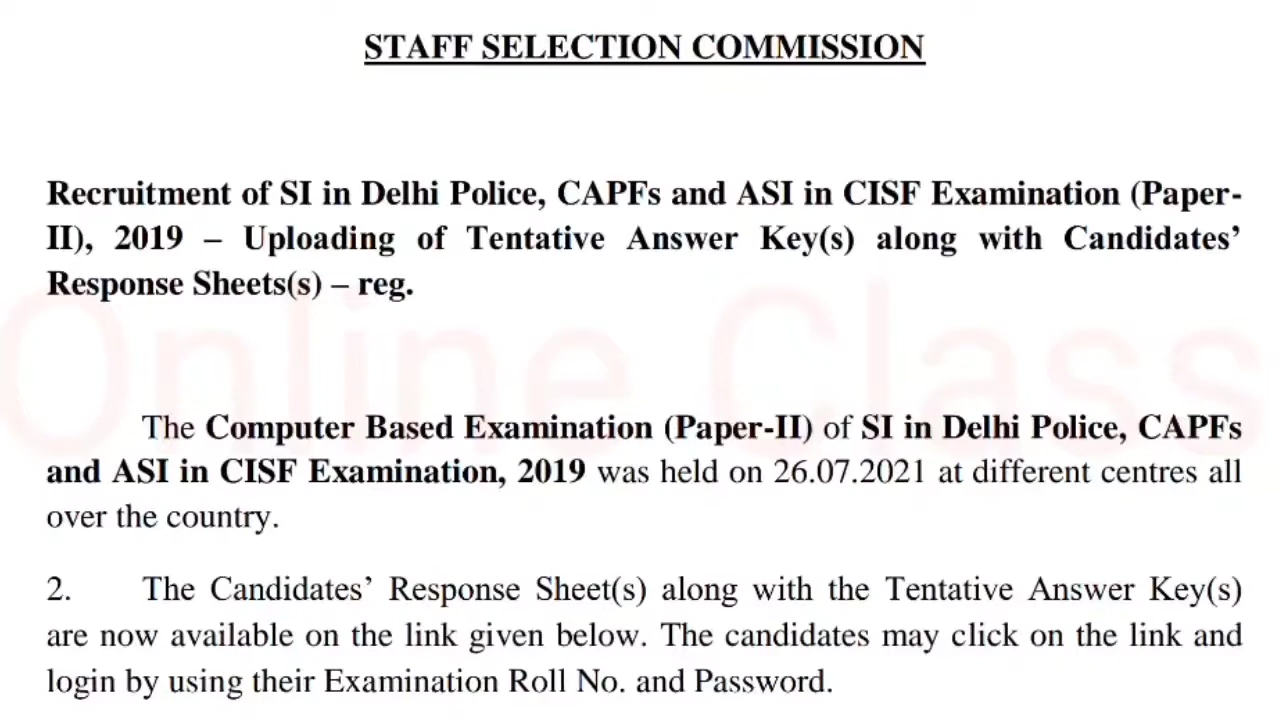 STAFF SELECTION COMMISSION
Recruitment of SI in Delhi Police, CAPFs and ASI in CISF Examination (Paper-
II), 2019 – Uploading of Tentative Answer Key(s) along with Candidates’
Response Sheets(s) – reg.
Online Class
The Computer Based Examination (Paper-II) of SI in Delhi Police, CAPFs
and ASI in CISF Examination, 2019 was held on 26.07.2021 at different centres all
over the country.
2. The Candidates’ Response Sheet(s) along with the Tentative Answer Key(s)
are now available on the link given below. The candidates may click on the link and
login by using their Examination Roll No. and Password.